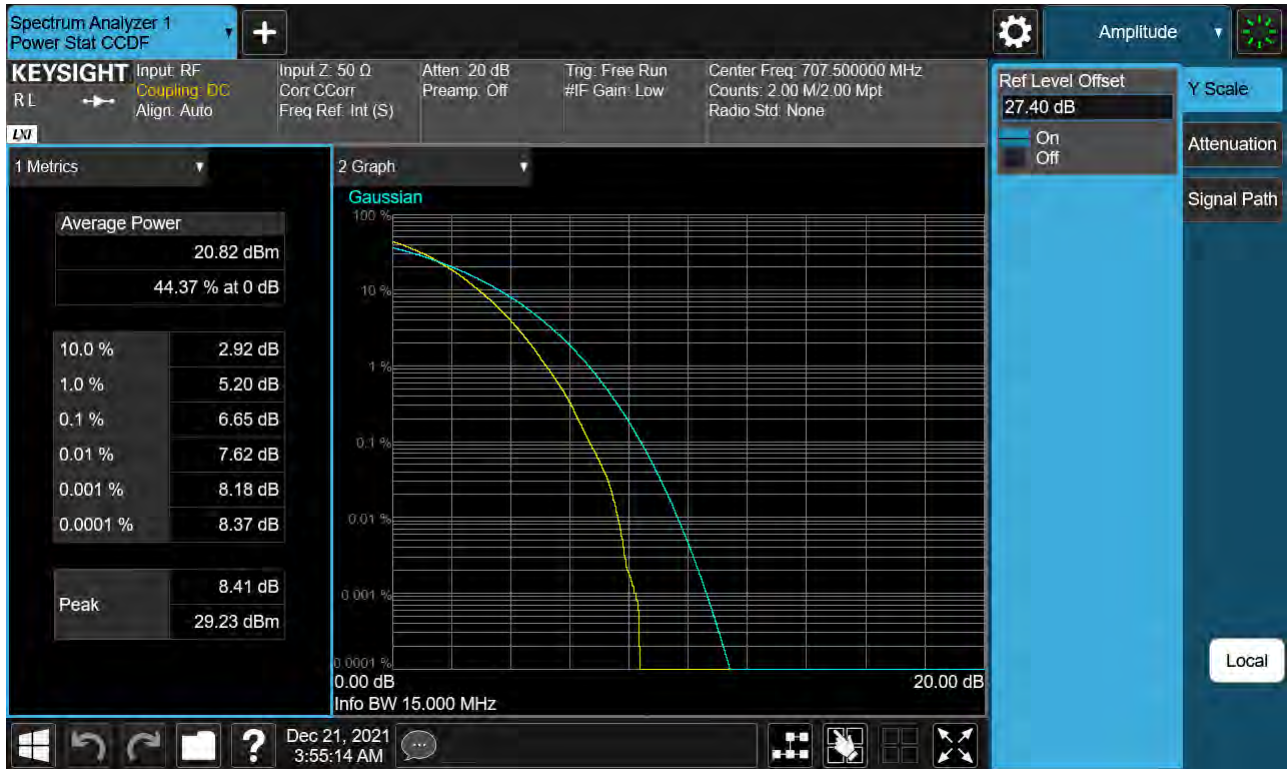 Spectrum Analyzer 1
Power Stat CCDF
Amplitude
KEYSIGHT
RL
LXI
Input: RF
Coupling: DC
Align: Auto
Input Z: 50 Ω
Corr CCorr
Freq Ref: Int (S)
Atten: 20 dB
Preamp: Off
Trig: Free Run
#IF Gain: Low
Center Freq: 707.500000 MHz
Counts: 2.00 M/2.00 Mpt
Radio Std: None
Ref Level Offset
27.40 dB
On
Off
Y Scale
Attenuation
Signal Path
1 Metrics
Average Power
20.82 dBm
44.37 % at 0 dB
10.0 % 2.92 dB
1.0 % 5.20 dB
0.1 % 6.65 dB
0.01 % 7.62 dB
0.001 % 8.18 dB
0.0001 % 8.37 dB
Peak 8.41 dB
29.23 dBm
2 Graph
Gaussian
100 %
10 %
1 %
0.1 %
0.01 %
0.001 %
0.0001 %
0.00 dB 20.00 dB
Info BW 15.000 MHz
Local
?
Dec 21, 2021
3:55:14 AM